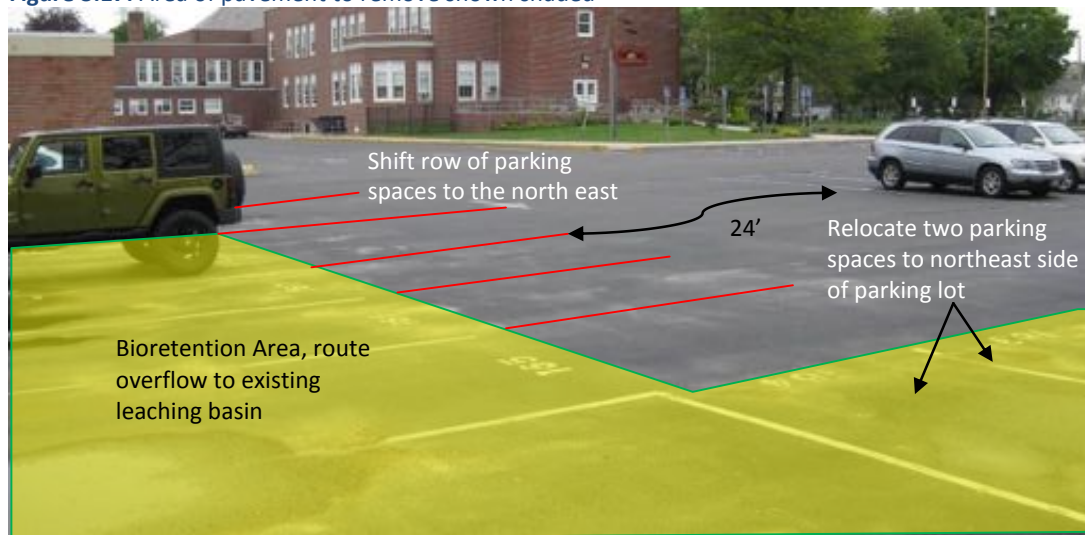 Shift row of parking
spaces to the north east
24'
Relocate two parking
spaces to northeast side
of parking lot
Bioretention Area, route
overflow to existing
leaching basin